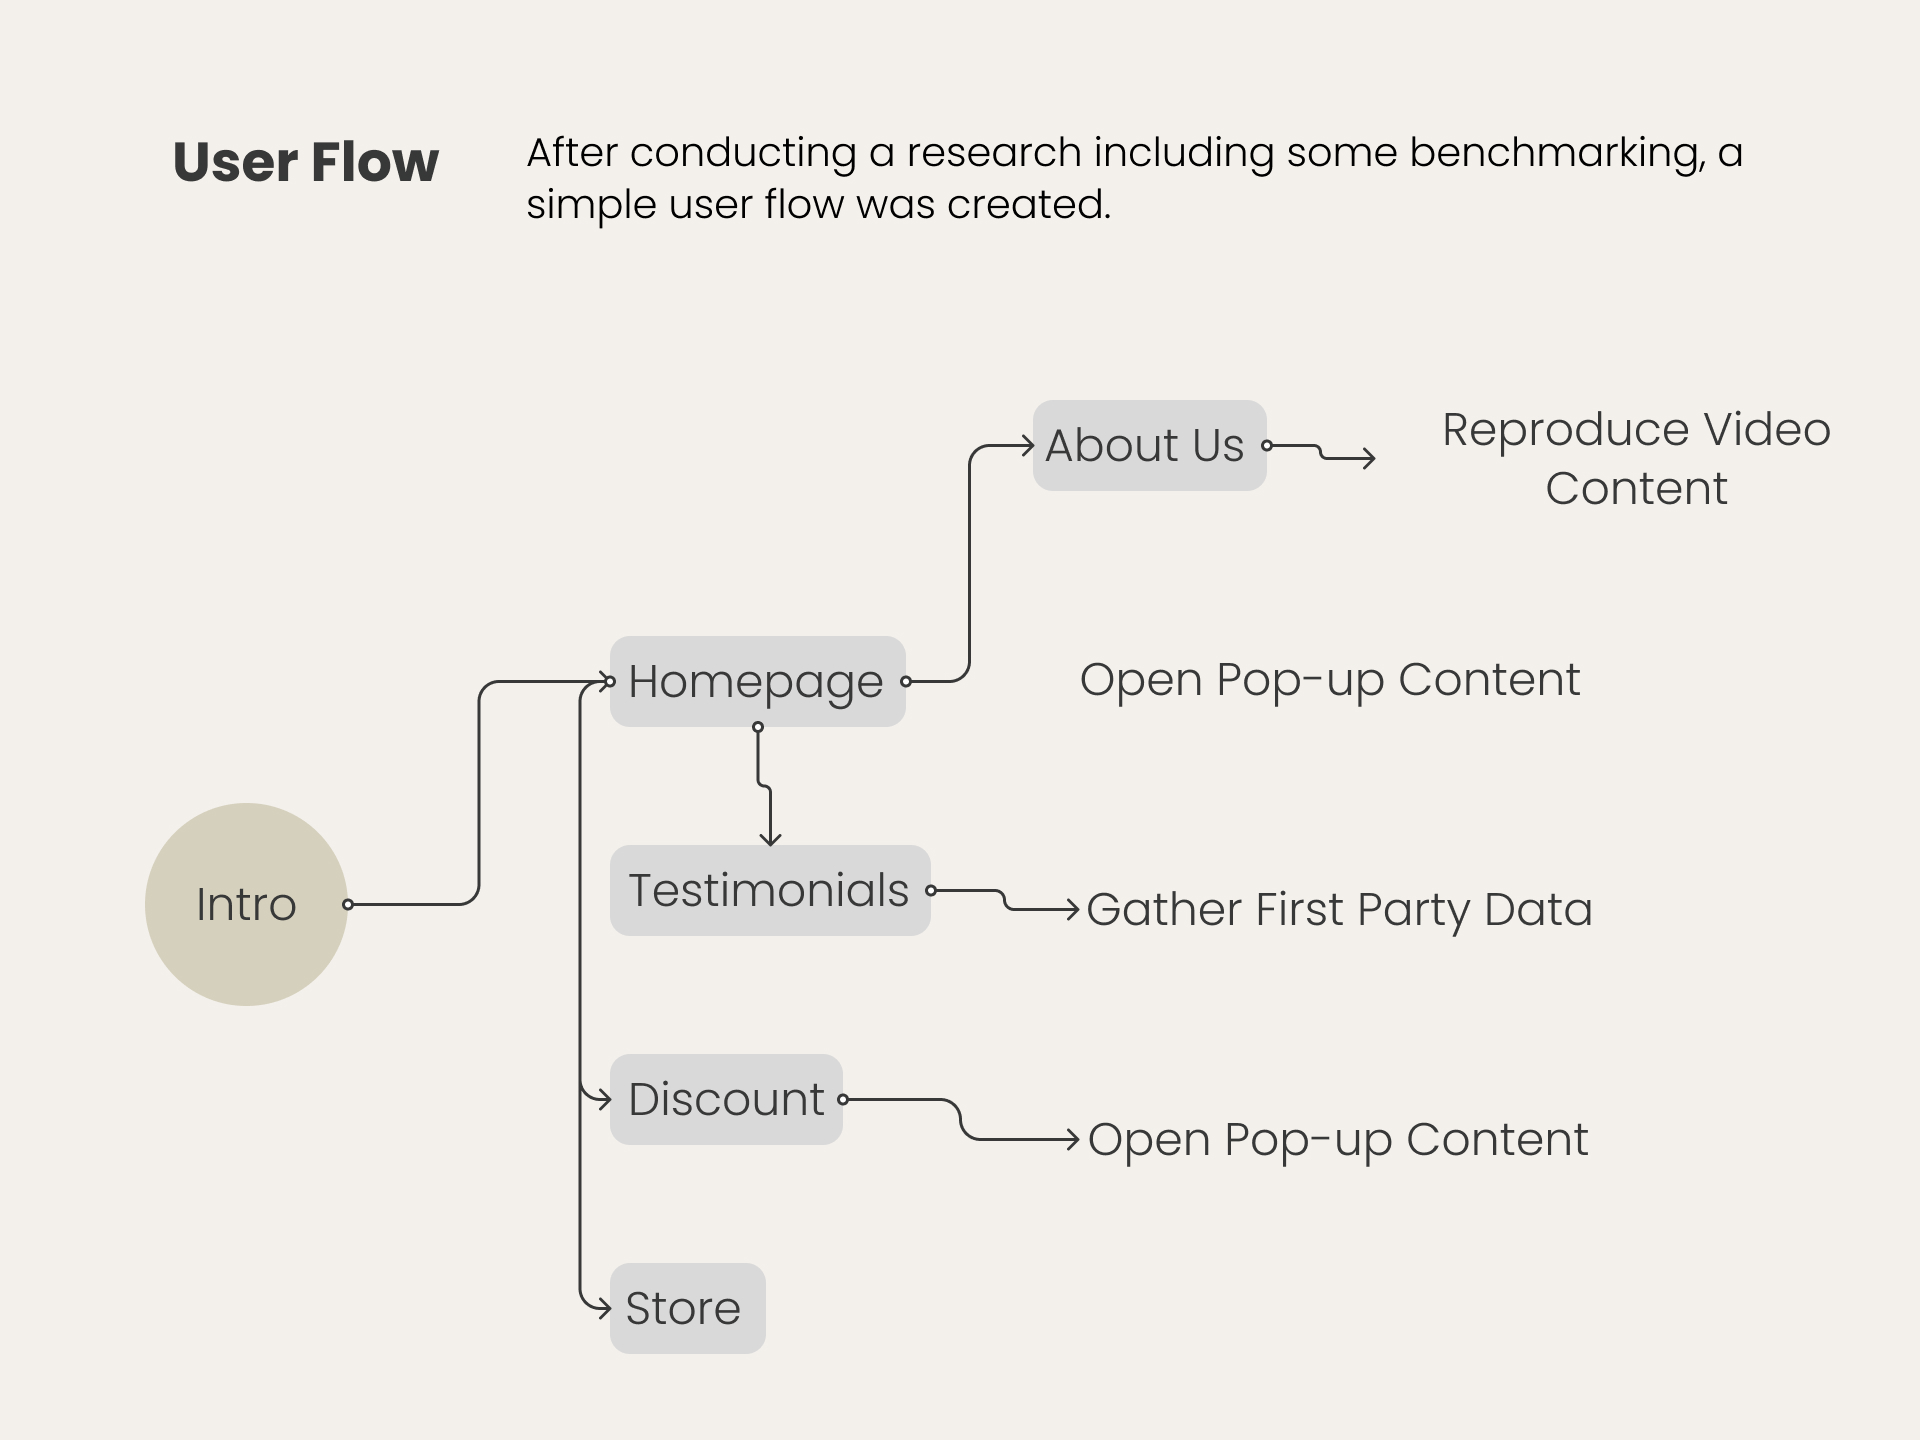 User Flow
After conducting a research including some benchmarking, a
simple user flow was created.
About Us
Reproduce Video
Content
Homepage
Open Pop-up Content
Intro
Testimonials
Gather First Party Data
Discount
Open Pop-up Content
Store